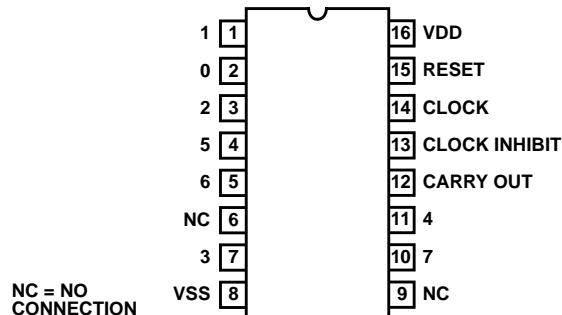 1 1 16 VDD
0 2 15 RESET
2 3 14 CLOCK
5 4 13 CLOCK INHIBIT
6 5 12 CARRY OUT
NC 6 11 4
3 7 10 7
VSS 8 9 NC
NC = NO
CONNECTION